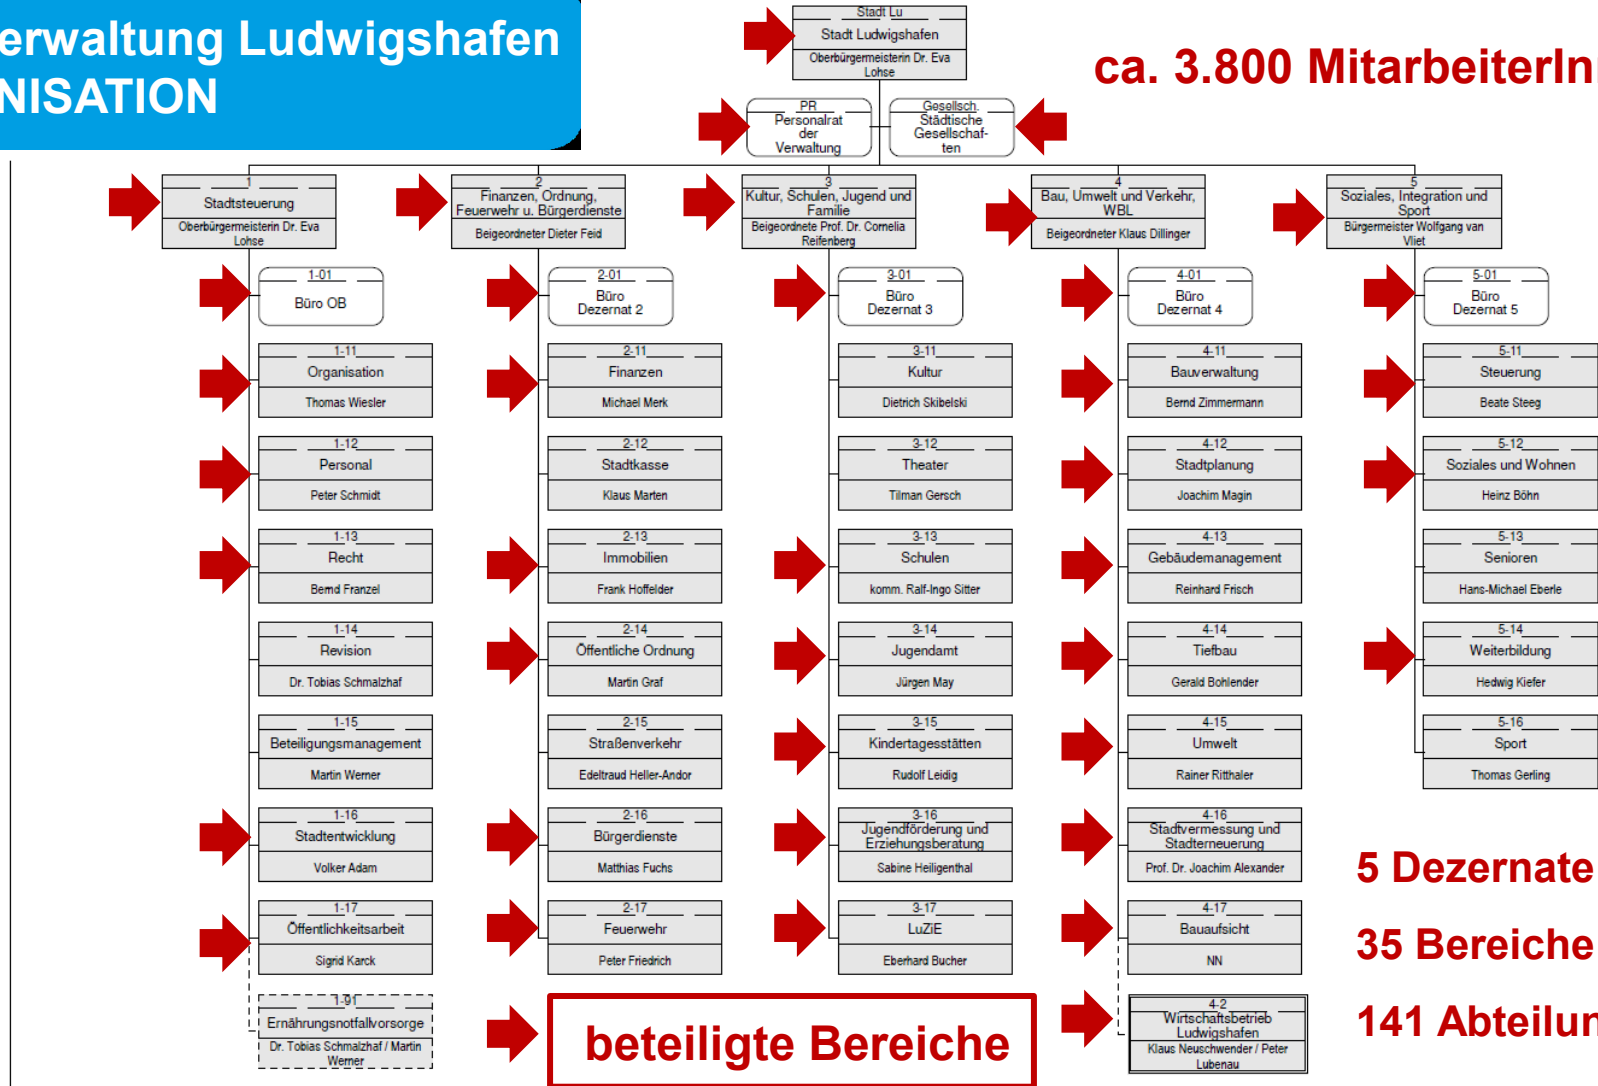 erwaltung Ludwigshafen
NISATION
Stadt Lu
Stadt Ludwigshafen
Oberbürgermeisterin Dr. Eva
Lohse
ca. 3.800 MitarbeiterIn
PR
Personalrat
der
Verwaltung
Gesellsch.
Städtische
Gesellschaf-
ten
1
Stadtsteuerung
Oberbürgermeisterin Dr. Eva
Lohse
2
Finanzen, Ordnung,
Feuerwehr u. Bürgerdienste
Beigeordneter Dieter Feid
3
Kultur, Schulen, Jugend und
Familie
Beigeordnete Prof. Dr. Cornelia
Reifenberg
4
Bau, Umwelt und Verkehr,
WBL
Beigeordneter Klaus Dillinger
5
Soziales, Integration und
Sport
Bürgermeister Wolfgang van
Vliet
1-01
Büro OB
2-01
Büro
Dezernat 2
3-01
Büro
Dezernat 3
4-01
Büro
Dezernat 4
5-01
Büro
Dezernat 5
1-11
Organisation
Thomas Wiesler
2-11
Finanzen
Michael Merk
3-11
Kultur
Dietrich Skibelski
4-11
Bauverwaltung
Bernd Zimmermann
5-11
Steuerung
Beate Steeg
1-12
Personal
Peter Schmidt
2-12
Stadtkasse
Klaus Marten
3-12
Theater
Tilman Gersch
4-12
Stadtplanung
Joachim Magin
5-12
Soziales und Wohnen
Heinz Böhn
1-13
Recht
Bernd Franzel
2-13
Immobilien
Frank Hoffelder
3-13
Schulen
komm. Ralf-Ingo Sitter
4-13
Gebäudemanagement
Reinhard Frisch
5-13
Senioren
Hans-Michael Eberle
1-14
Revision
Dr. Tobias Schmalzhaf
2-14
Öffentliche Ordnung
Martin Graf
3-14
Jugendamt
Jürgen May
4-14
Tiefbau
Gerald Bohlender
5-14
Weiterbildung
Hedwig Kiefer
1-15
Beteiligungsmanagement
Martin Werner
2-15
Straßenverkehr
Edeltraud Heller-Andor
3-15
Kindertagesstätten
Rudolf Leidig
4-15
Umwelt
Rainer Ritthaler
5-16
Sport
Thomas Gerling
1-16
Stadtentwicklung
Volker Adam
2-16
Bürgerdienste
Matthias Fuchs
3-16
Jugendförderung und
Erziehungsberatung
Sabine Heiligenthal
4-16
Stadtvermessung und
Stadterneuerung
Prof. Dr. Joachim Alexander
5 Dezernate
1-17
Öffentlichkeitsarbeit
Sigrid Karck
2-17
Feuerwehr
Peter Friedrich
3-17
LuZiE
Eberhard Bucher
4-17
Bauaufsicht
NN
35 Bereiche
1-91
Ernährungsnotfallvorsorge
Dr. Tobias Schmalzhaf / Martin
Werner
beteiligte Bereiche
4-2
Wirtschaftsbetrieb
Ludwigshafen
Klaus Neuschwender / Peter
Lubenau
141 Abteilun